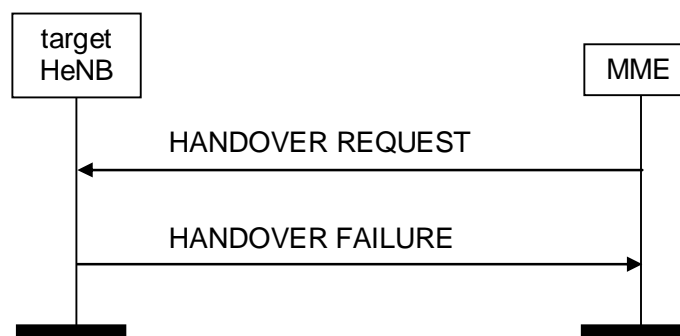 target
HeNB
MME
HANDOVER REQUEST
HANDOVER FAILURE